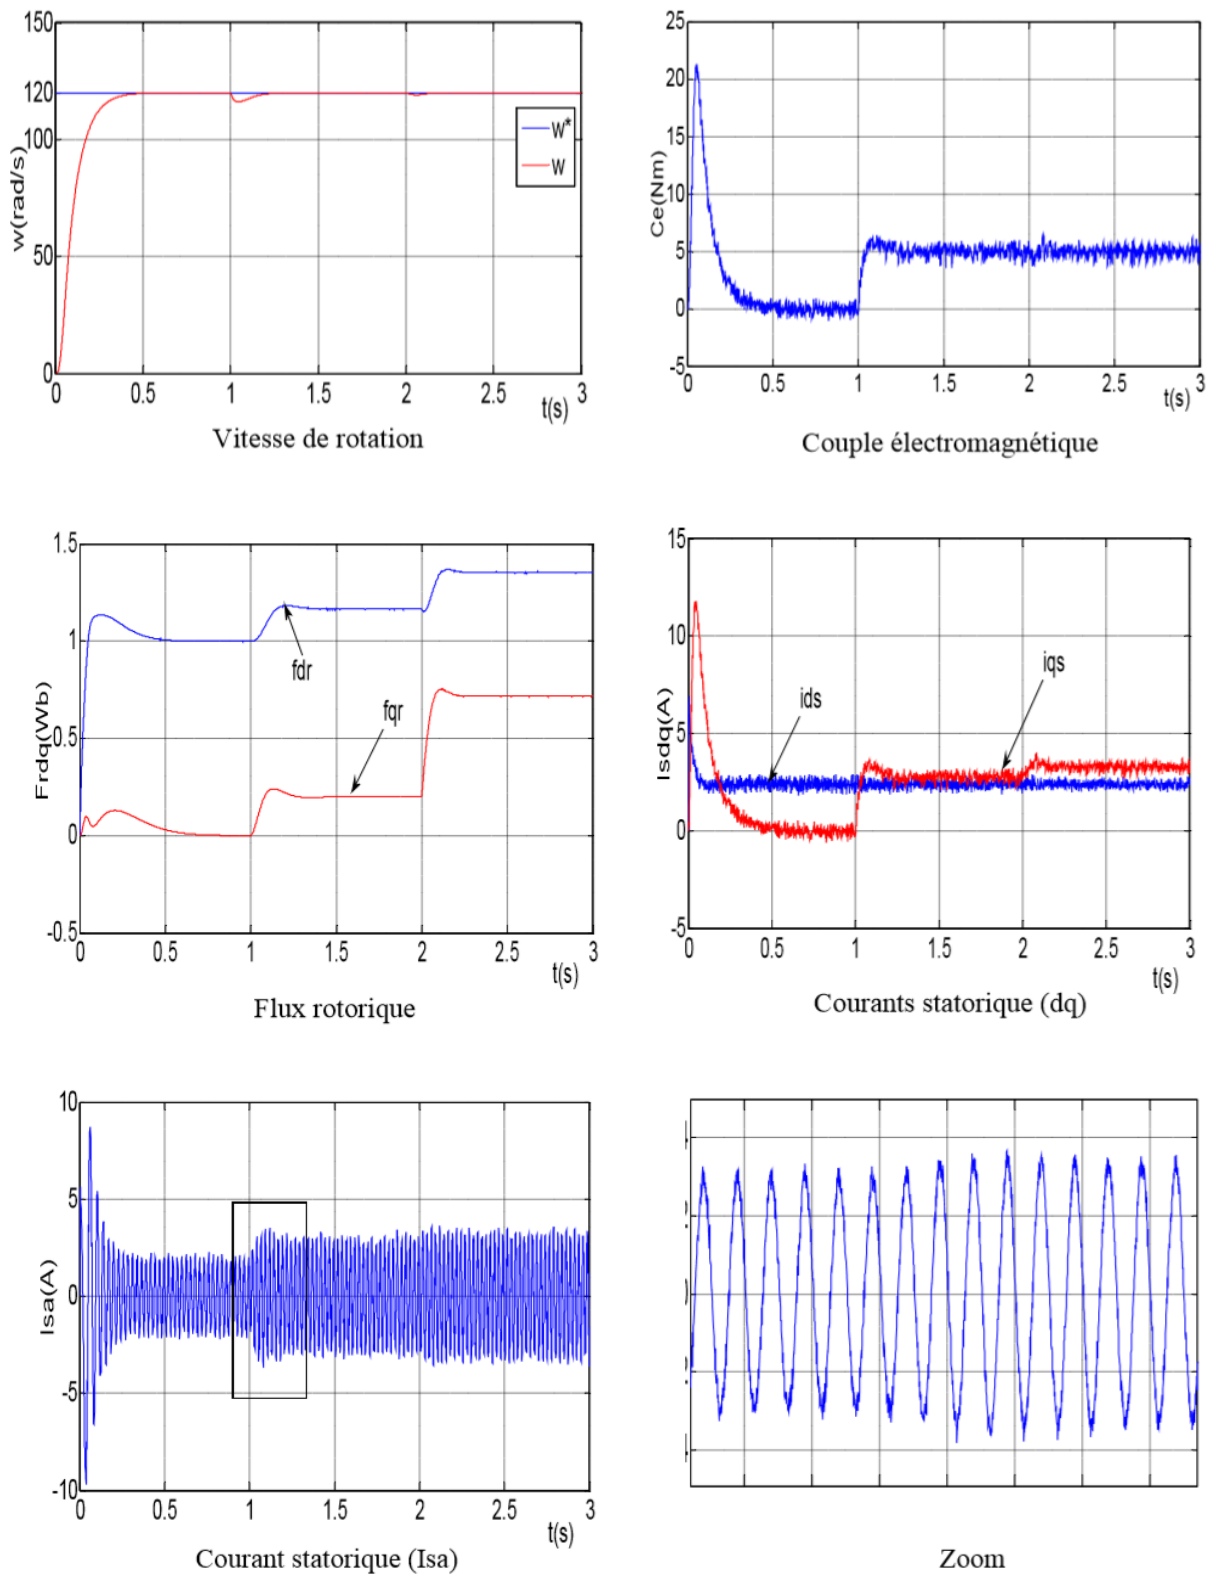 150
120
100
50
0
w(rad/s)
W*
W
0 0.5 1 1.5 2 2.5 3
t(s)
Vitesse de rotation
25
20
15
10
5
0
-5
Ce(Nm)
0 0.5 1 1.5 2 2.5 3
t(s)
Couple électromagnétique
1.5
1
0.5
0
-0.5
Frdq(Wb)
fdr
fqr
0 0.5 1 1.5 2 2.5 3
t(s)
Flux rotorique
15
10
5
0
-5
Isdq(A)
ids
iqs
0 0.5 1 1.5 2 2.5 3
t(s)
Courants statorique (dq)
10
5
0
-5
-10
Isa(A)
0 0.5 1 1.5 2 2.5 3
t(s)
Courant statorique (Isa)
Zoom